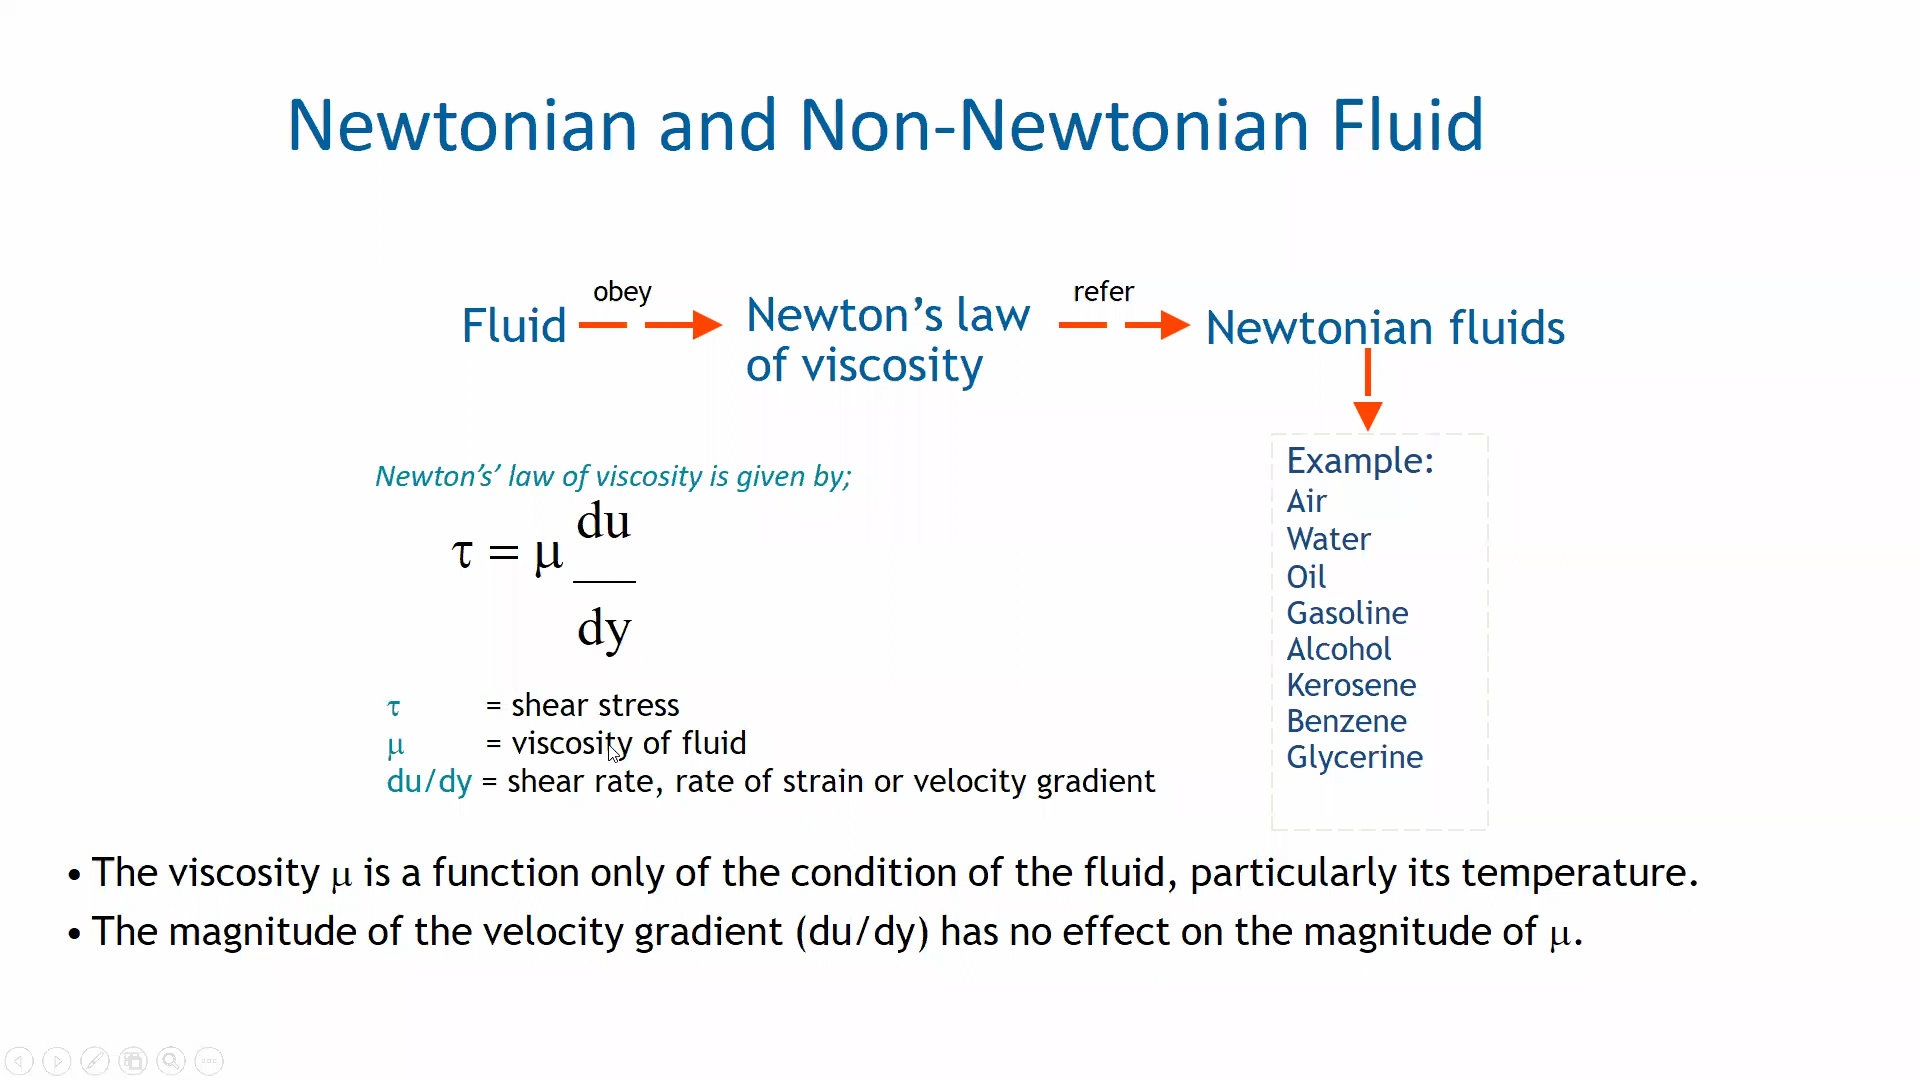 Newtonian and Non-Newtonian Fluid
obey
refer
Fluid
Newton’s law
of viscosity
Newtonian fluids
Newton’s’ law of viscosity is given by;
τ = μ du
dy
τ = shear stress
μ = viscosity of fluid
du/dy = shear rate, rate of strain or velocity gradient
Example:
Air
Water
Oil
Gasoline
Alcohol
Kerosene
Benzene
Glycerine
• The viscosity μ is a function only of the condition of the fluid, particularly its temperature.
• The magnitude of the velocity gradient (du/dy) has no effect on the magnitude of μ.